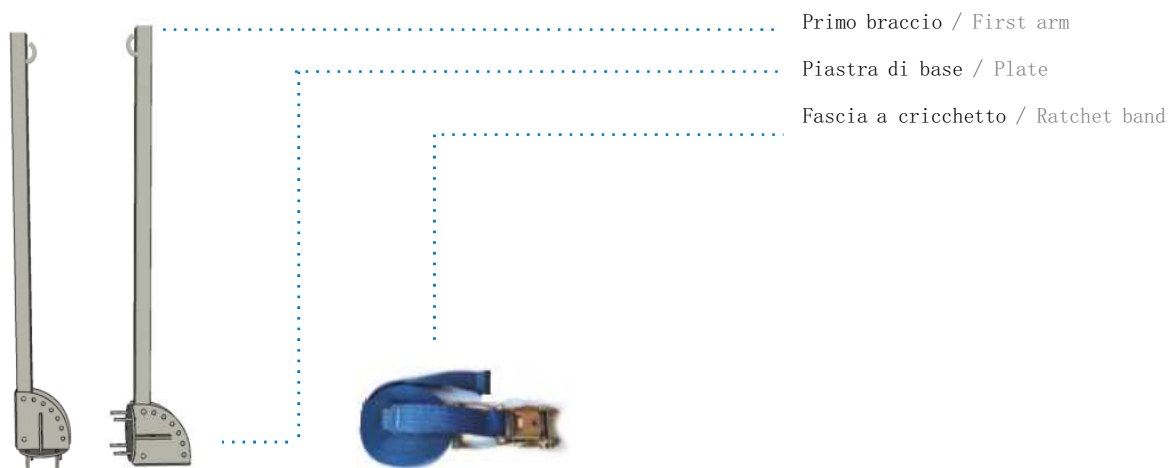 Primo braccio / First arm
Piastra di base / Plate
Fascia a cricchetto / Ratchet band